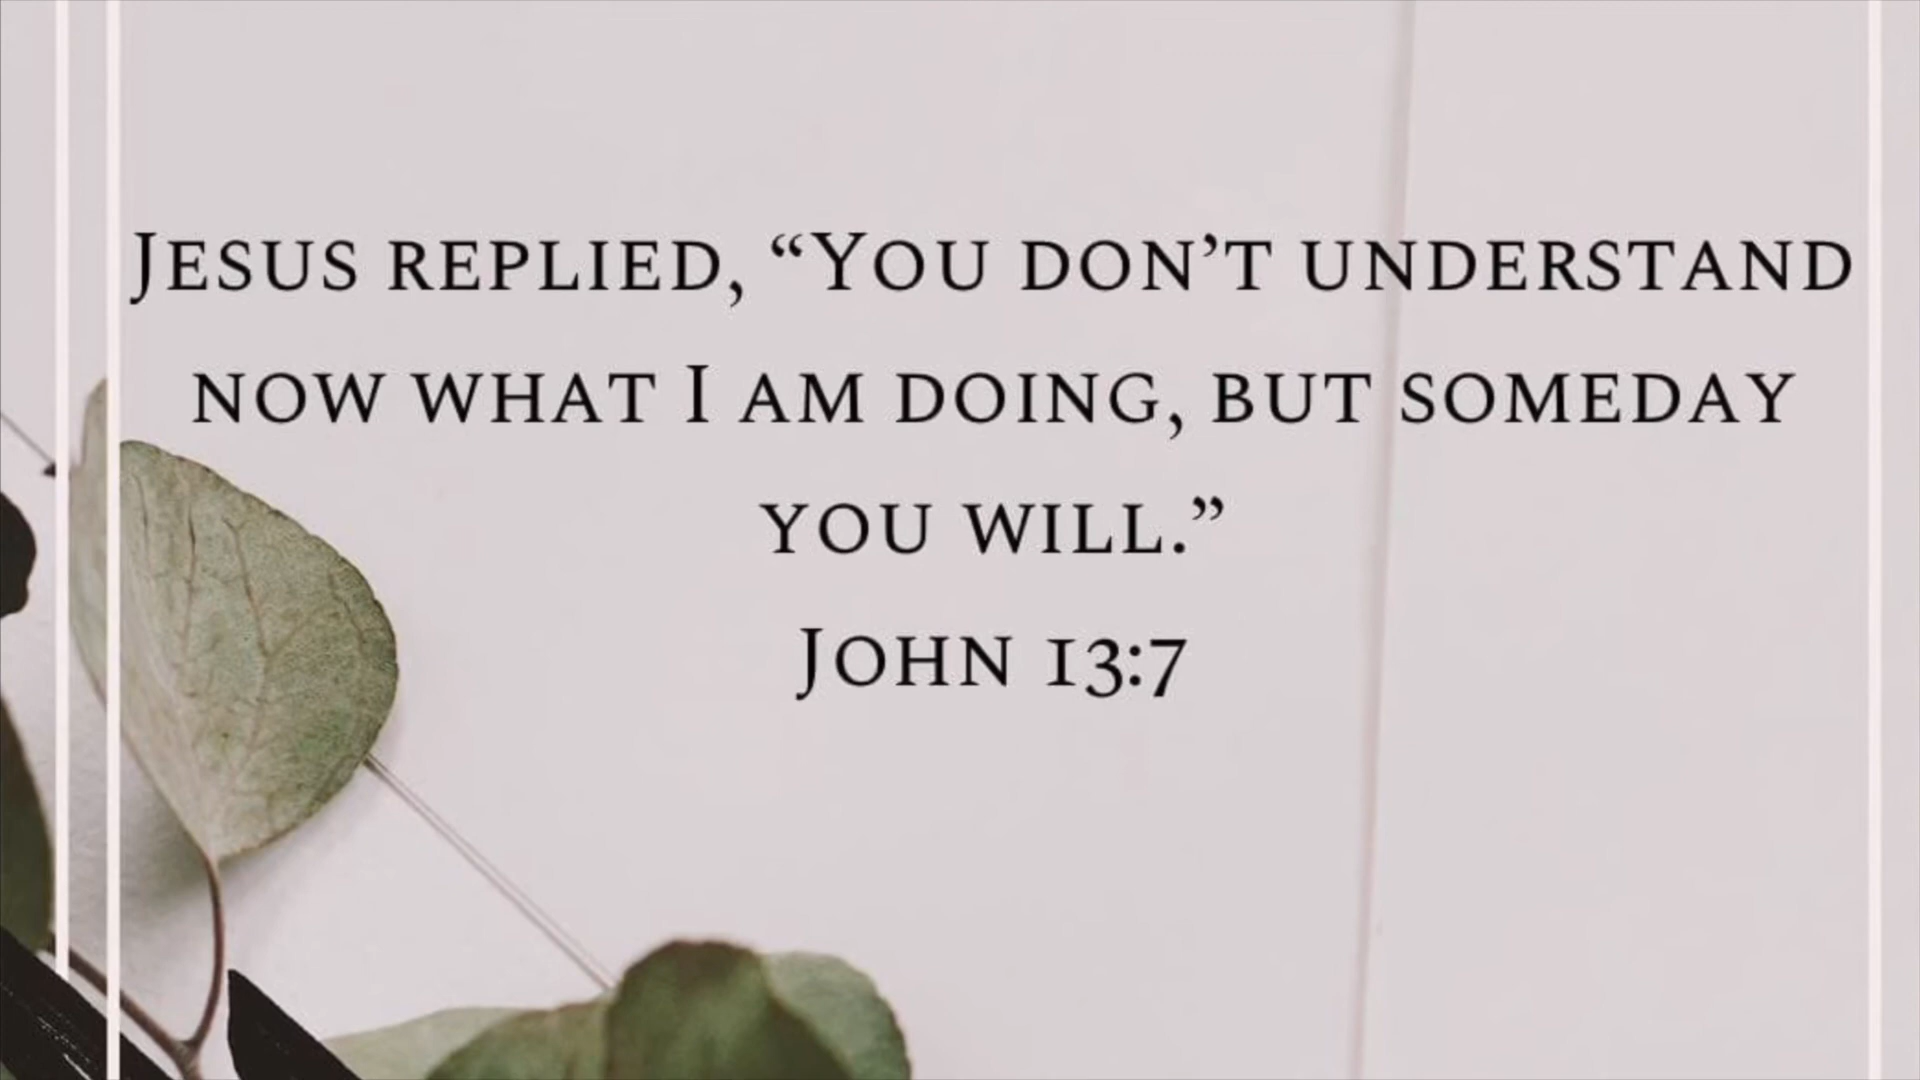 Jesus replied, “You don’t understand
now what I am doing, but someday
you will.”
John 13:7